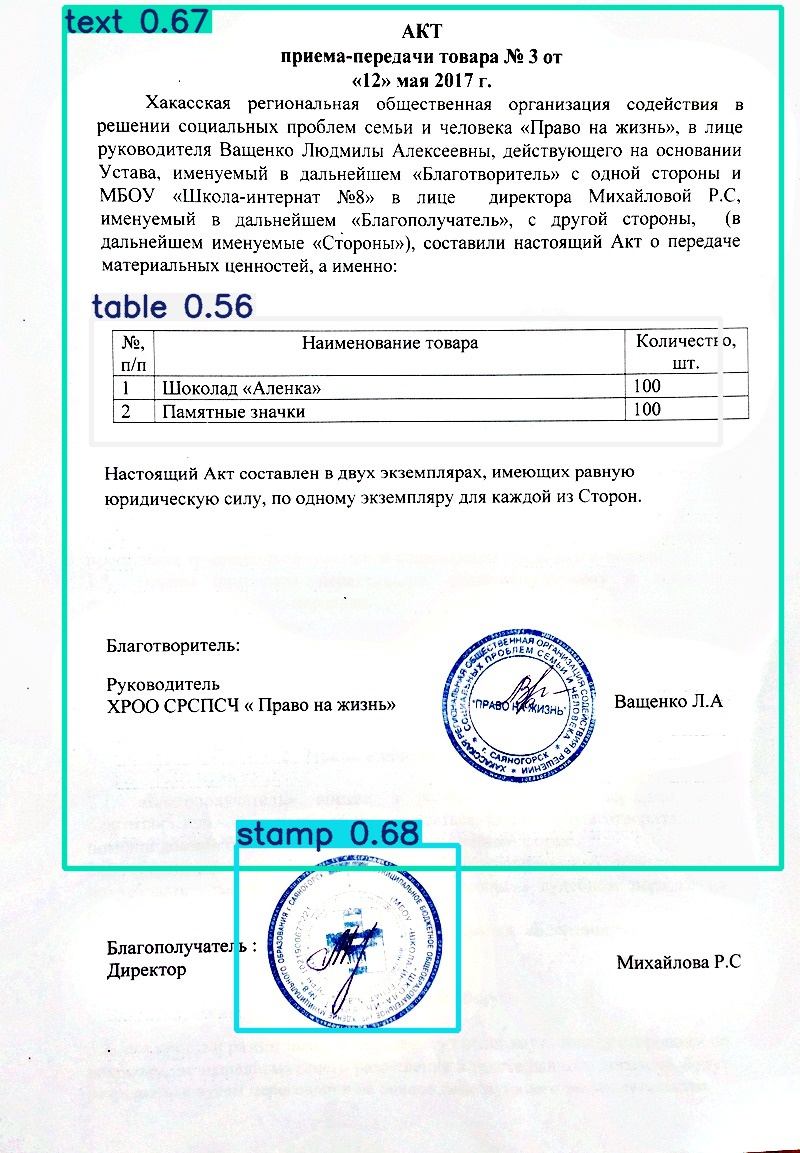 text 0.67
АКТ
приема-передачи товара № 3 от
«12» мая 2017 г.
Хакасская региональная общественная организация содействия в
решении социальных проблем семьи и человека «Право на жизнь», в лице
руководителя Ващенко Людмилы Алексеевны, действующего на основании
Устава, именуемый в дальнейшем «Благотворитель» с одной стороны и
МБОУ «Школа-интернат №8» в лице директора Михайловой Р.С,
именуемый в дальнейшем «Благополучатель», с другой стороны, (в
дальнейшем именуемые «Стороны»), составили настоящий Акт о передаче
материальных ценностей, а именно:
table 0.56
№, п/п Наименование товара Количество, шт.
1 Шоколад «Аленка» 100
2 Памятные значки 100
Настоящий Акт составлен в двух экземплярах, имеющих равную
юридическую силу, по одному экземпляру для каждой из Сторон.
Благотворитель:
Руководитель
ХРОО СРСПСЧ « Право на жизнь» Ващенко Л.А
ХАКАССКАЯ РЕГИОНАЛЬНАЯ ОБЩЕСТВЕННАЯ ОРГАНИЗАЦИЯ СОДЕЙСТВИЯ В РЕШЕНИИ
СОЦИАЛЬНЫХ ПРОБЛЕМ СЕМЬИ И ЧЕЛОВЕКА
"ПРАВО НА ЖИЗНЬ"
г. САЯНОГОРСК
stamp 0.68
Благополучатель :
Директор Михайлова Р.С
МУНИЦИПАЛЬНОЕ БЮДЖЕТНОЕ ОБЩЕОБРАЗОВАТЕЛЬНОЕ
МУНИЦИПАЛЬНОГО ОБРАЗОВАНИЯ г. САЯНОГОРСК